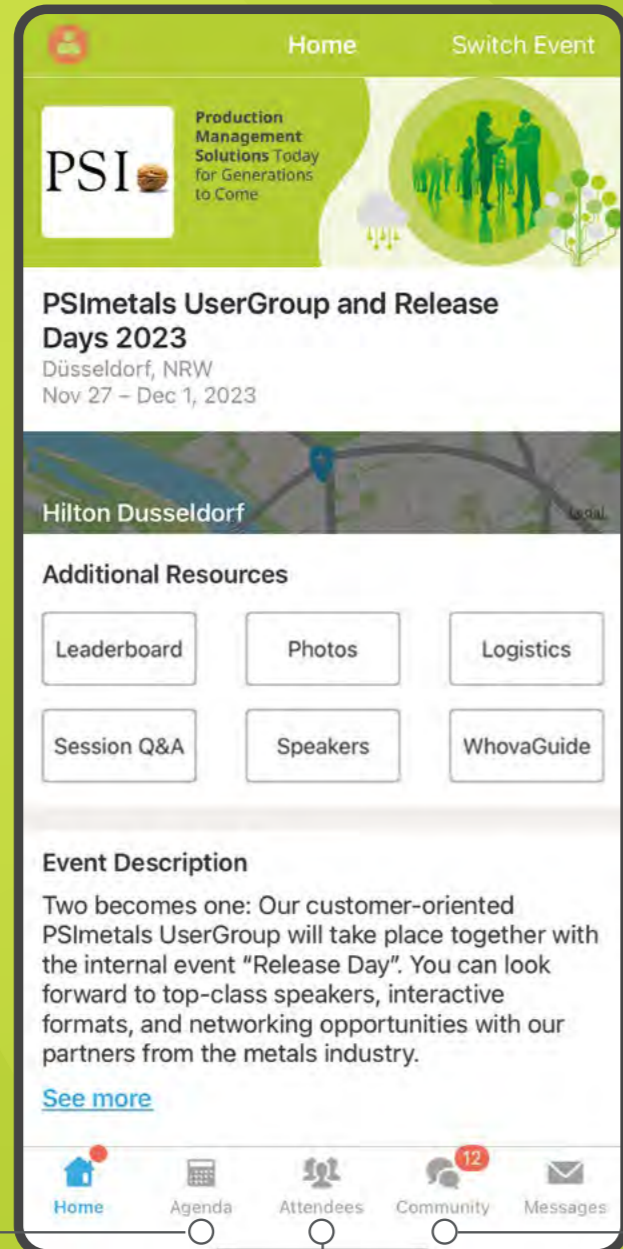 Home
Switch Event
PSI
Production
Management
Solutions Today
for Generations
to Come
PSImetals UserGroup and Release
Days 2023
Düsseldorf, NRW
Nov 27 – Dec 1, 2023
Hilton Dusseldorf
Legal
Additional Resources
Leaderboard
Photos
Logistics
Session Q&A
Speakers
WhovaGuide
Event Description
Two becomes one: Our customer-oriented
PSImetals UserGroup will take place together with
the internal event “Release Day”. You can look
forward to top-class speakers, interactive
formats, and networking opportunities with our
partners from the metals industry.
See more
12
Home
Agenda
Attendees
Community
Messages